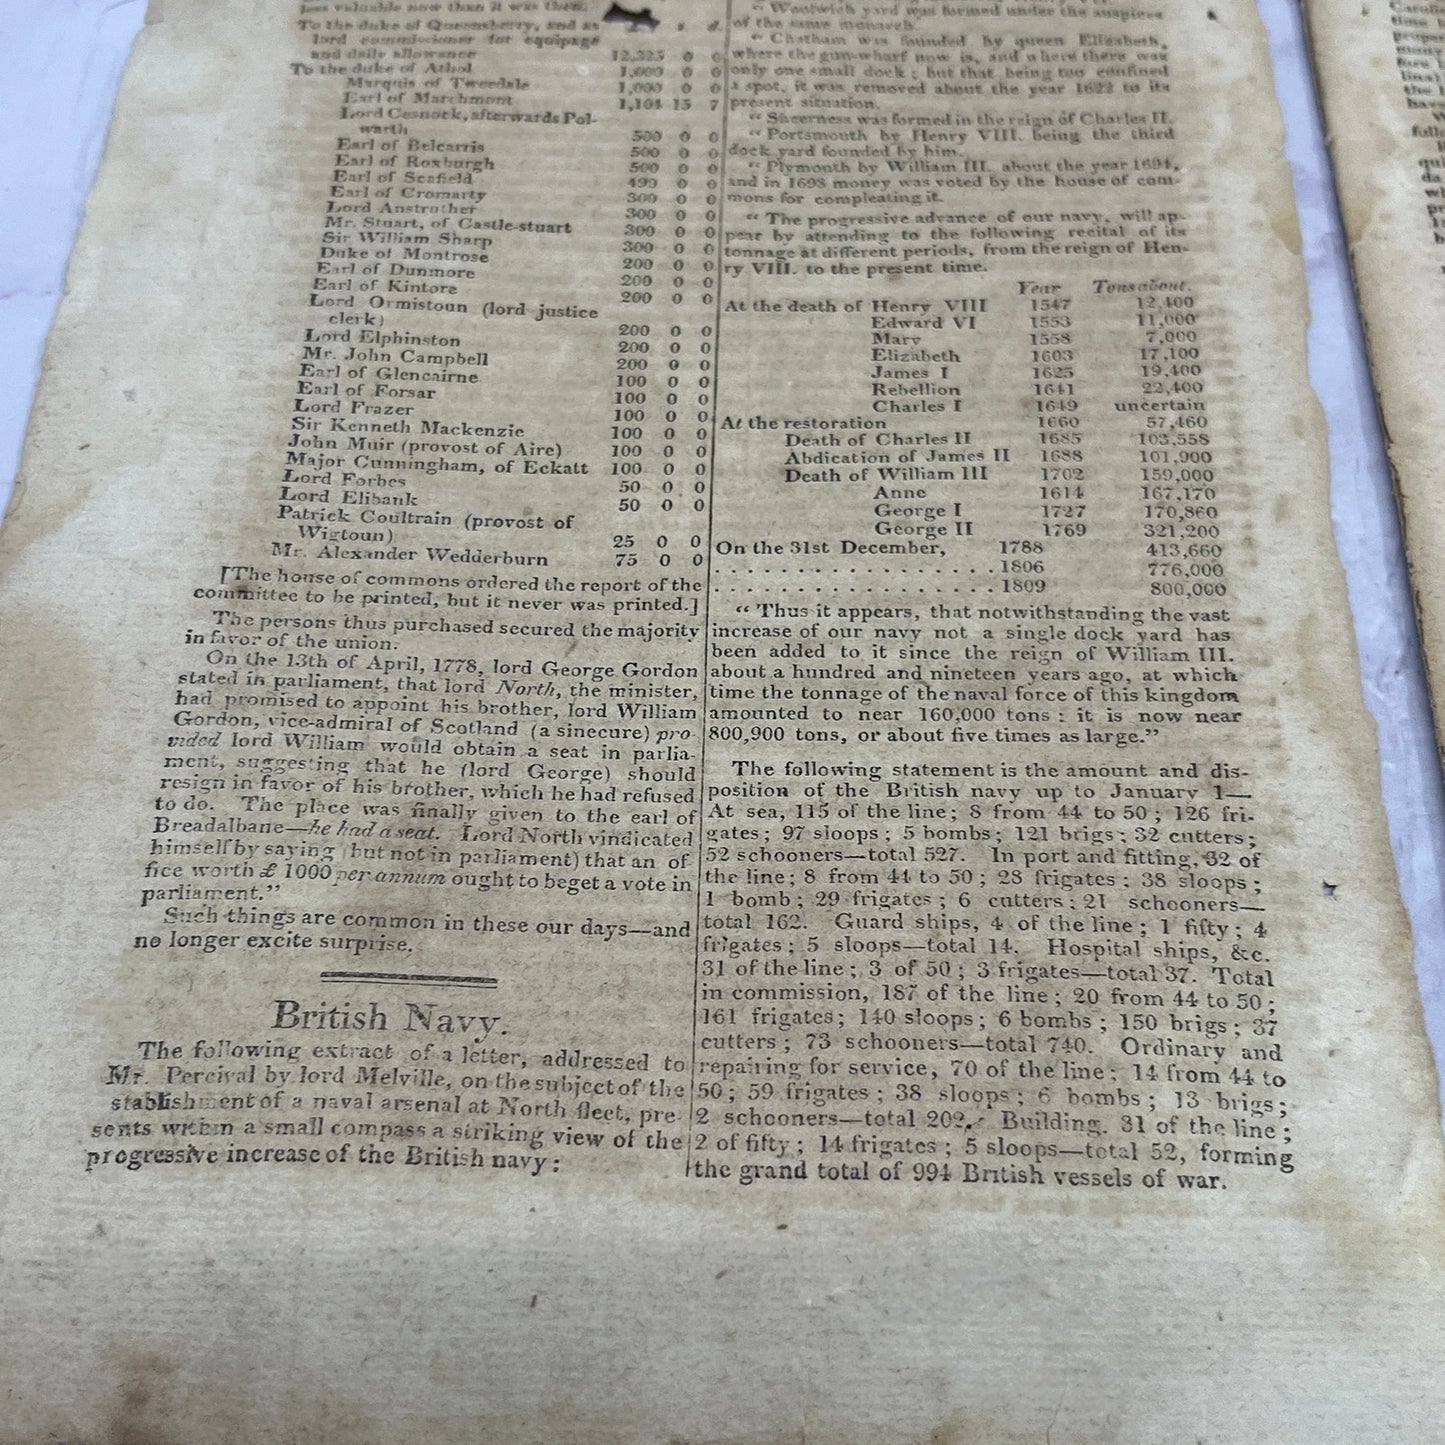 less valuable now than it was then.
£ s. d.
To the duke of Queensberry, and as
lord commissioner for equipage
and daily allowance 12,325 0 0
To the duke of Athol 1,000 0 0
Marquis of Tweedale 1,000 0 0
Earl of Marchmont 1,104 15 7
Lord Cesnock, afterwards Pol-
warth 500 0 0
Earl of Belcarris 500 0 0
Earl of Roxburgh 500 0 0
Earl of Seafield 490 0 0
Earl of Cromarty 300 0 0
Lord Anstruther 300 0 0
Mr. Stuart, of Castle-stuart 300 0 0
Sir William Sharp 300 0 0
Duke of Montrose 200 0 0
Earl of Dunmore 200 0 0
Earl of Kintore 200 0 0
Lord Ormistoun (lord justice
clerk) 200 0 0
Lord Elphinston 200 0 0
Mr. John Campbell 200 0 0
Earl of Glencairne 100 0 0
Earl of Forsar 100 0 0
Lord Frazer 100 0 0
Sir Kenneth Mackenzie 100 0 0
John Muir (provost of Aire) 100 0 0
Major Cunningham, of Eckatt 100 0 0
Lord Forbes 50 0 0
Lord Elibank 50 0 0
Patrick Coultrain (provost of
Wigtoun) 25 0 0
Mr. Alexander Wedderburn 75 0 0
[The house of commons ordered the report of the
committee to be printed, but it never was printed.]
The persons thus purchased secured the majority
in favor of the union.
On the 13th of April, 1778, lord George Gordon
stated in parliament, that lord North, the minister,
had promised to appoint his brother, lord William
Gordon, vice-admiral of Scotland (a sinecure) pro-
vided lord William would obtain a seat in parlia-
ment, suggesting that he (lord George) should
resign in favor of his brother, which he had refused
to do. The place was finally given to the earl of
Breadalbane—he had a seat. Lord North vindicated
himself by saying (but not in parliament) that an of
fice worth £ 1000 per annum ought to beget a vote in
parliament."
Such things are common in these our days—and
no longer excite surprise.
British Navy.
The following extract of a letter, addressed to
Mr. Percival by lord Melville, on the subject of the
establishment of a naval arsenal at North fleet, pre-
sents within a small compass a striking view of the
progressive increase of the British navy:
"Woolwich yard was formed under the auspices
of the same monarch.
"Chatham was founded by queen Elizabeth,
where the gun-wharf now is, and where there was
only one small dock; but that being too confined
a spot, it was removed about the year 1622 to its
present situation.
"Sheerness was formed in the reign of Charles II.
"Portsmouth by Henry VIII. being the third
dock yard founded by him.
"Plymouth by William III. about the year 1694,
and in 1698 money was voted by the house of com-
mons for compleating it.
"The progressive advance of our navy, will ap-
pear by attending to the following recital of its
tonnage at different periods, from the reign of Hen-
ry VIII. to the present time.
Year Tons about.
At the death of Henry VIII 1547 12,400
Edward VI 1553 11,000
Mary 1558 7,000
Elizabeth 1603 17,100
James I 1625 19,400
Rebellion 1641 22,400
Charles I 1649 uncertain
At the restoration 1660 57,460
Death of Charles II 1685 103,558
Abdication of James II 1688 101,900
Death of William III 1702 159,000
Anne 1614 167,170
George I 1727 170,860
George II 1769 321,200
On the 31st December, 1788 413,660
. . . . . . . . . . . . . . . . . 1806 776,000
. . . . . . . . . . . . . . . . . 1809 800,000
"Thus it appears, that notwithstanding the vast
increase of our navy not a single dock yard has
been added to it since the reign of William III.
about a hundred and nineteen years ago, at which
time the tonnage of the naval force of this kingdom
amounted to near 160,000 tons: it is now near
800,900 tons, or about five times as large."
The following statement is the amount and dis-
position of the British navy up to January 1—
At sea, 115 of the line; 8 from 44 to 50; 126 fri-
gates; 97 sloops; 5 bombs; 121 brigs; 32 cutters;
52 schooners—total 527. In port and fitting, 32 of
the line; 8 from 44 to 50; 28 frigates; 38 sloops;
1 bomb; 29 frigates; 6 cutters; 21 schooners—
total 162. Guard ships, 4 of the line; 1 fifty; 4
frigates; 5 sloops—total 14. Hospital ships, &c.
31 of the line; 3 of 50; 3 frigates—total 37. Total
in commission, 187 of the line; 20 from 44 to 50;
161 frigates; 140 sloops; 6 bombs; 150 brigs; 37
cutters; 73 schooners—total 740. Ordinary and
repairing for service, 70 of the line; 14 from 44 to
50; 59 frigates; 38 sloops; 6 bombs; 13 brigs;
2 schooners—total 202. Building. 31 of the line;
2 of fifty; 14 frigates; 5 sloops—total 52, forming
the grand total of 994 British vessels of war.